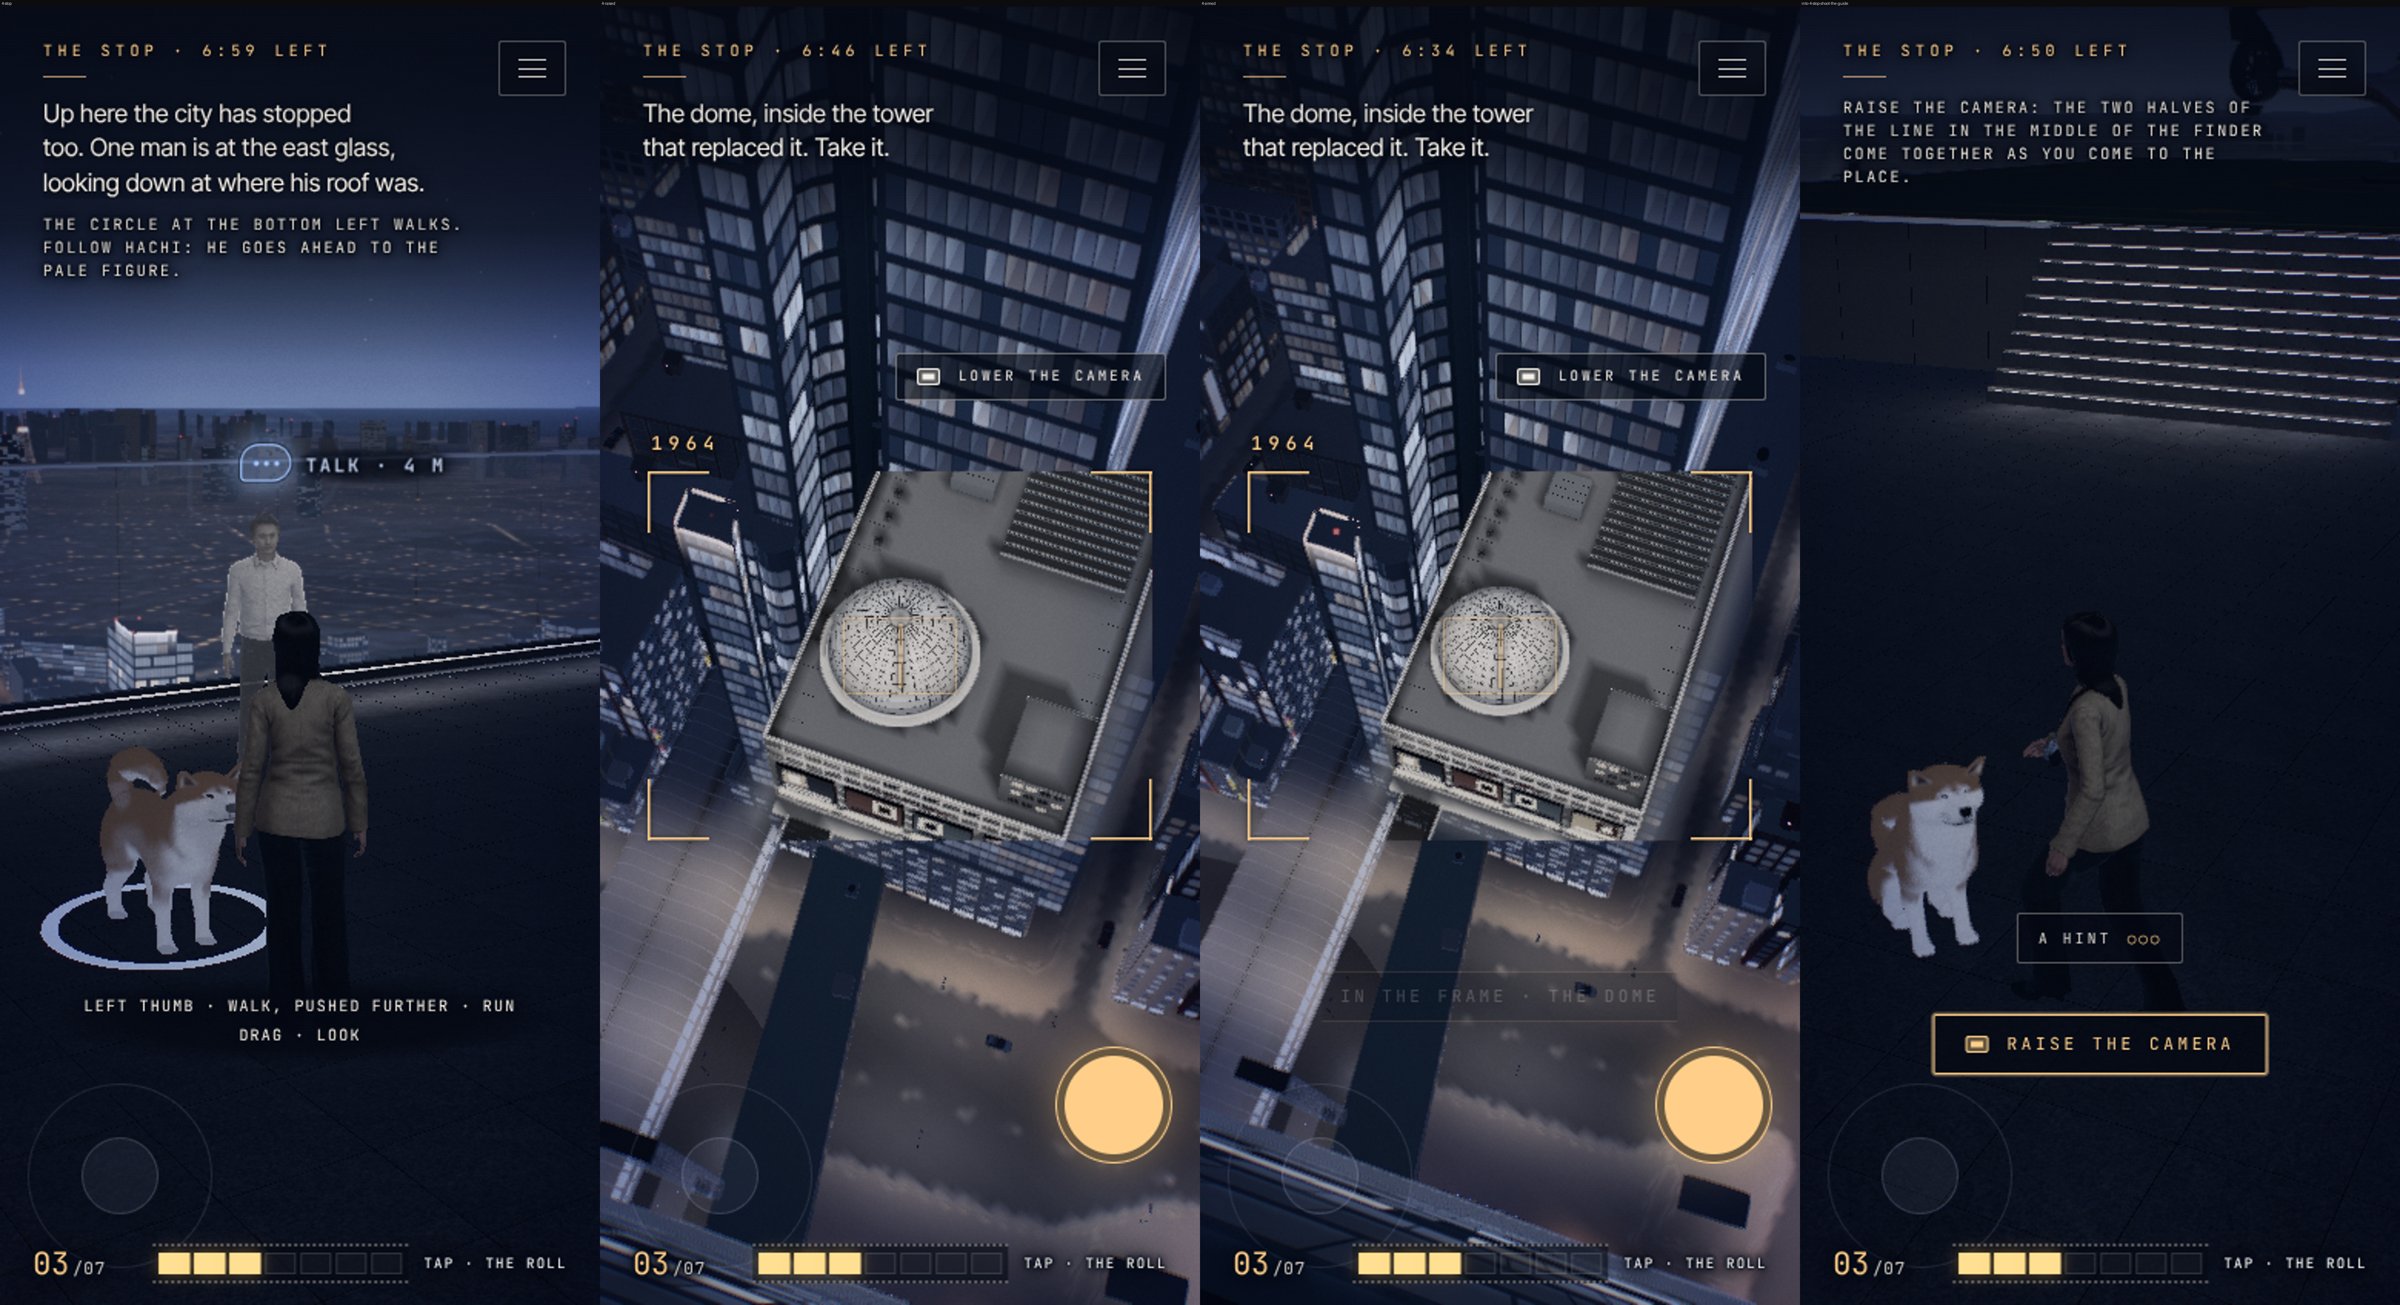 THE STOP · 6:59 LEFT
Up here the city has stopped
too. One man is at the east glass,
looking down at where his roof was.
THE CIRCLE AT THE BOTTOM LEFT WALKS.
FOLLOW HACHI: HE GOES AHEAD TO THE
PALE FIGURE.
TALK · 4 M
LEFT THUMB · WALK, PUSHED FURTHER · RUN
DRAG · LOOK
03/07
TAP · THE ROLL
THE STOP · 6:46 LEFT
The dome, inside the tower
that replaced it. Take it.
LOWER THE CAMERA
1964
03/07
TAP · THE ROLL
THE STOP · 6:34 LEFT
The dome, inside the tower
that replaced it. Take it.
LOWER THE CAMERA
1964
IN THE FRAME · THE DOME
03/07
TAP · THE ROLL
THE STOP · 6:50 LEFT
RAISE THE CAMERA: THE TWO HALVES OF
THE LINE IN THE MIDDLE OF THE FINDER
COME TOGETHER AS YOU COME TO THE
PLACE.
A HINT
RAISE THE CAMERA
03/07
TAP · THE ROLL